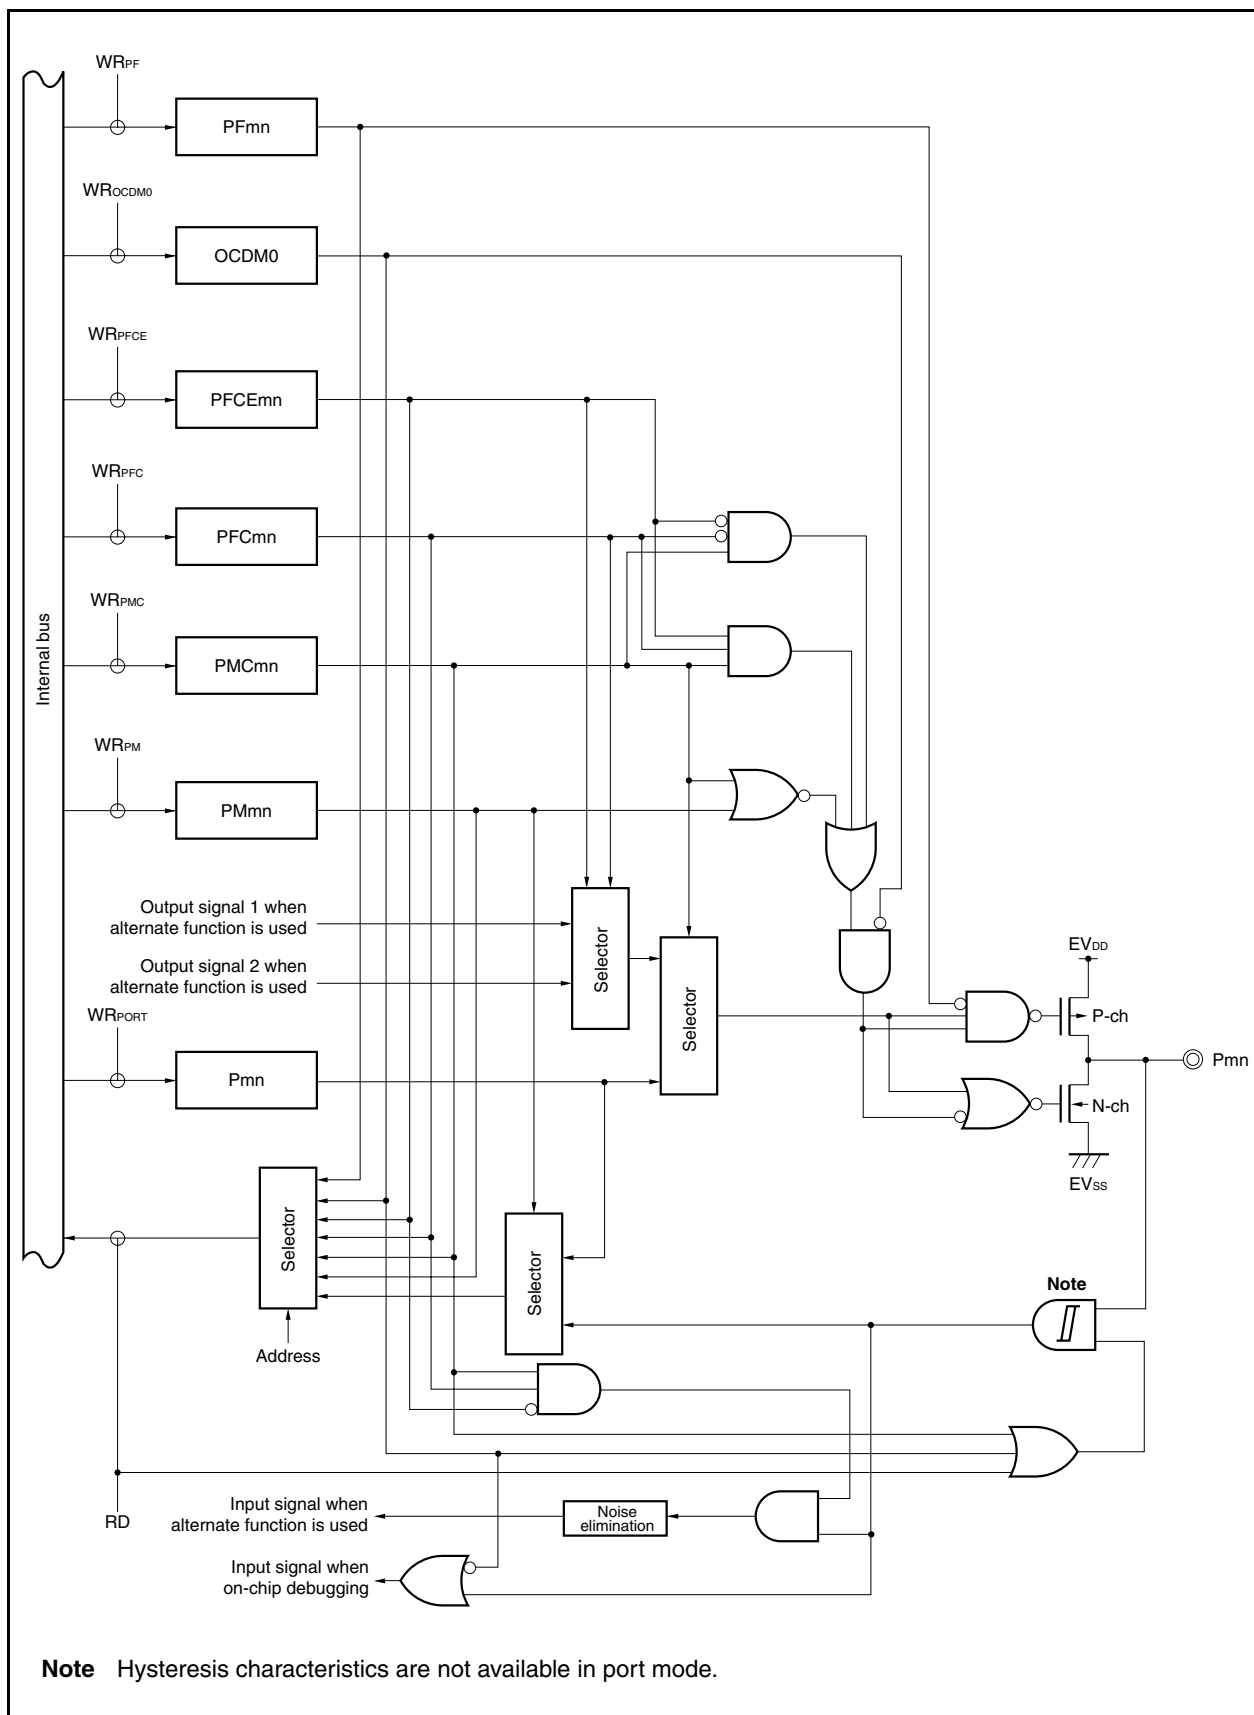 WRPF
PFmn
WROCDM0
OCDM0
WRPFCE
PFCEmn
WRPFC
PFCmn
WRPMC
PMCmn
Internal bus
WRPM
PMmn
Output signal 1 when
alternate function is used
Output signal 2 when
alternate function is used
Selector
Selector
EVDD
P-ch
WRPORT
Pmn
Pmn
N-ch
EVSS
Selector
Selector
Note
Address
RD
Input signal when
alternate function is used
Noise
elimination
Input signal when
on-chip debugging
Note Hysteresis characteristics are not available in port mode.